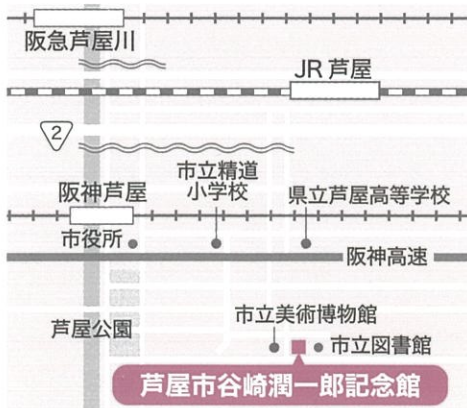 阪急芦屋川
JR 芦屋
2
阪神芦屋
市立精道
小学校
県立芦屋高等学校
市役所
阪神高速
芦屋公園
市立美術博物館
市立図書館
芦屋市谷崎潤一郎記念館